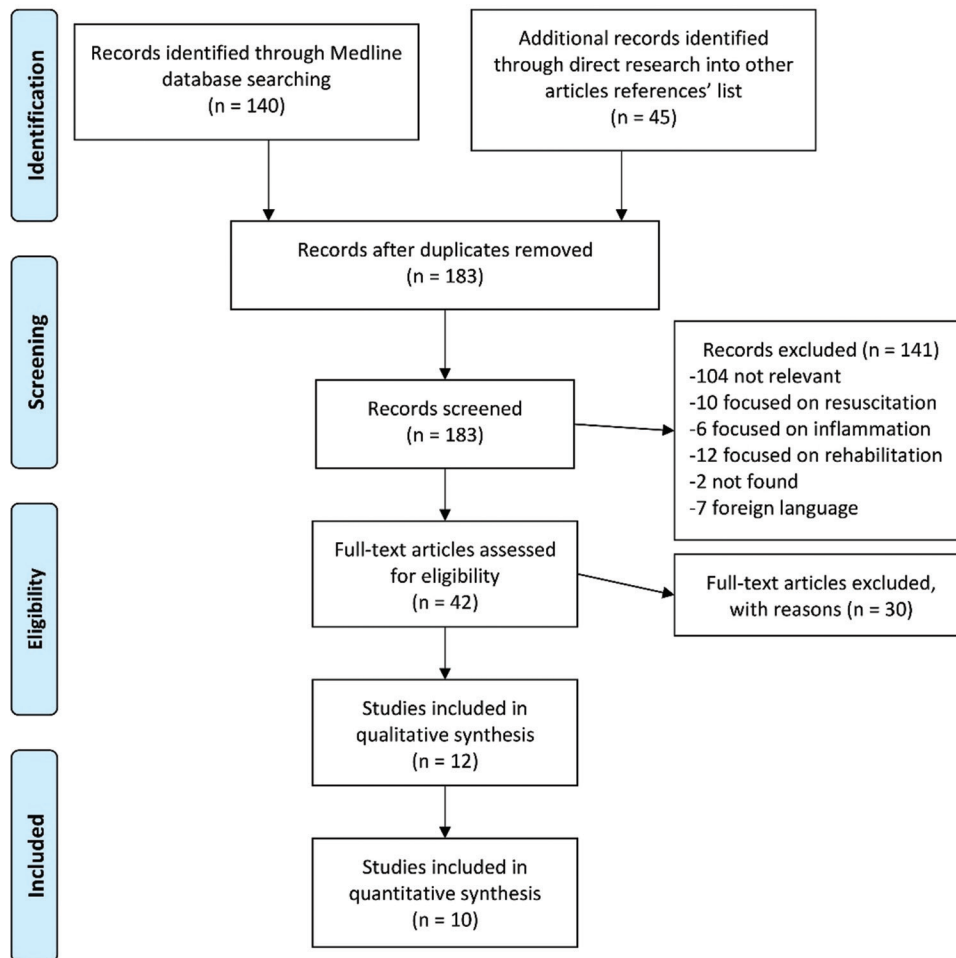 Identification
Records identified through Medline
database searching
(n = 140)
Additional records identified
through direct research into other
articles references’ list
(n = 45)
Screening
Records after duplicates removed
(n = 183)
Records screened
(n = 183)
Records excluded (n = 141)
-104 not relevant
-10 focused on resuscitation
-6 focused on inflammation
-12 focused on rehabilitation
-2 not found
-7 foreign language
Eligibility
Full-text articles assessed
for eligibility
(n = 42)
Full-text articles excluded,
with reasons (n = 30)
Studies included in
qualitative synthesis
(n = 12)
Included
Studies included in
quantitative synthesis
(n = 10)